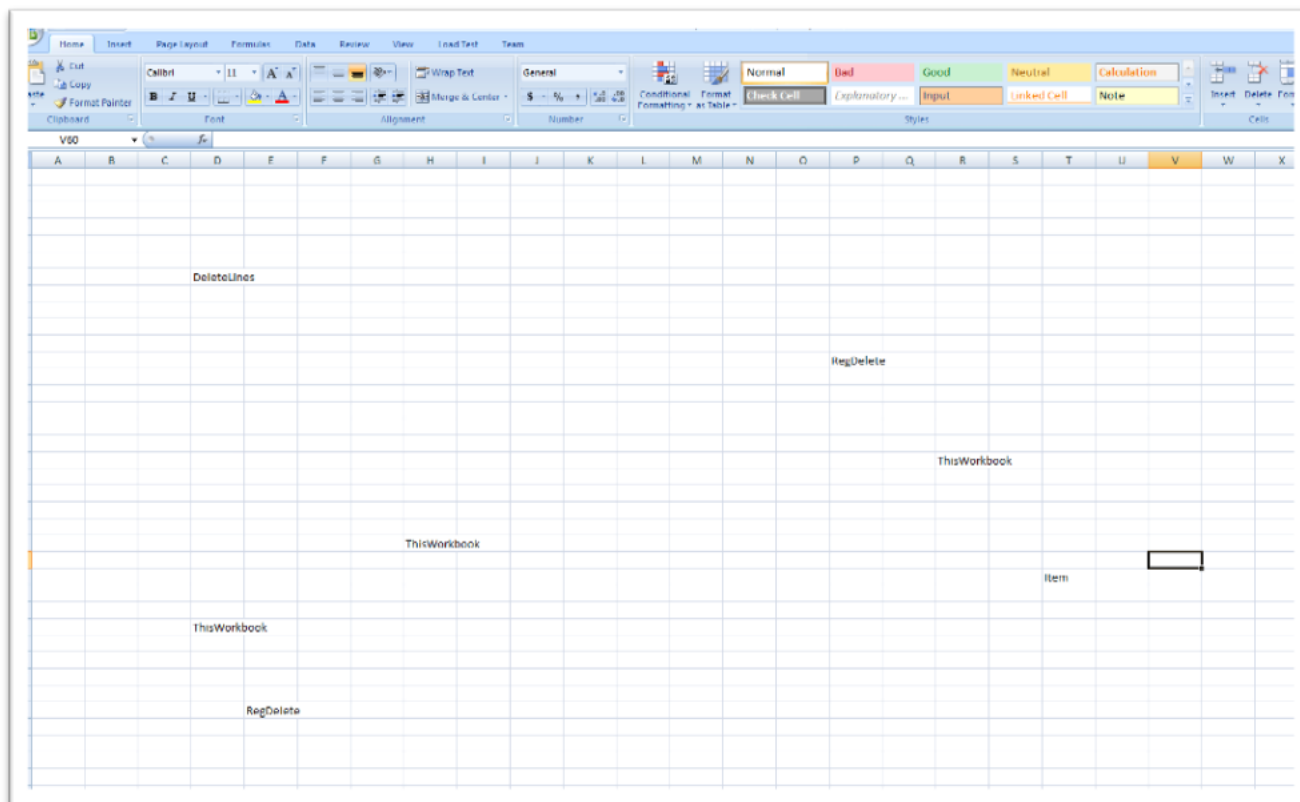 Home Insert Page Layout Formulas Data Review View Load Test Team
Cut
Copy
Format Painter
Clipboard
Calibri 11 A A
B I U A
Font
Wrap Text
Merge & Center
Alignment
General
$ % ,
Number
Conditional Formatting
Format as Table
Normal Bad Good Neutral Calculation
Check Cell Explanatory ... Input Linked Cell Note
Styles
Insert Delete
Cells
V60 fx
A B C D E F G H I J K L M N O P Q R S T U V W X
DeleteLines
RegDelete
ThisWorkbook
ThisWorkbook
Item
ThisWorkbook
RegDelete